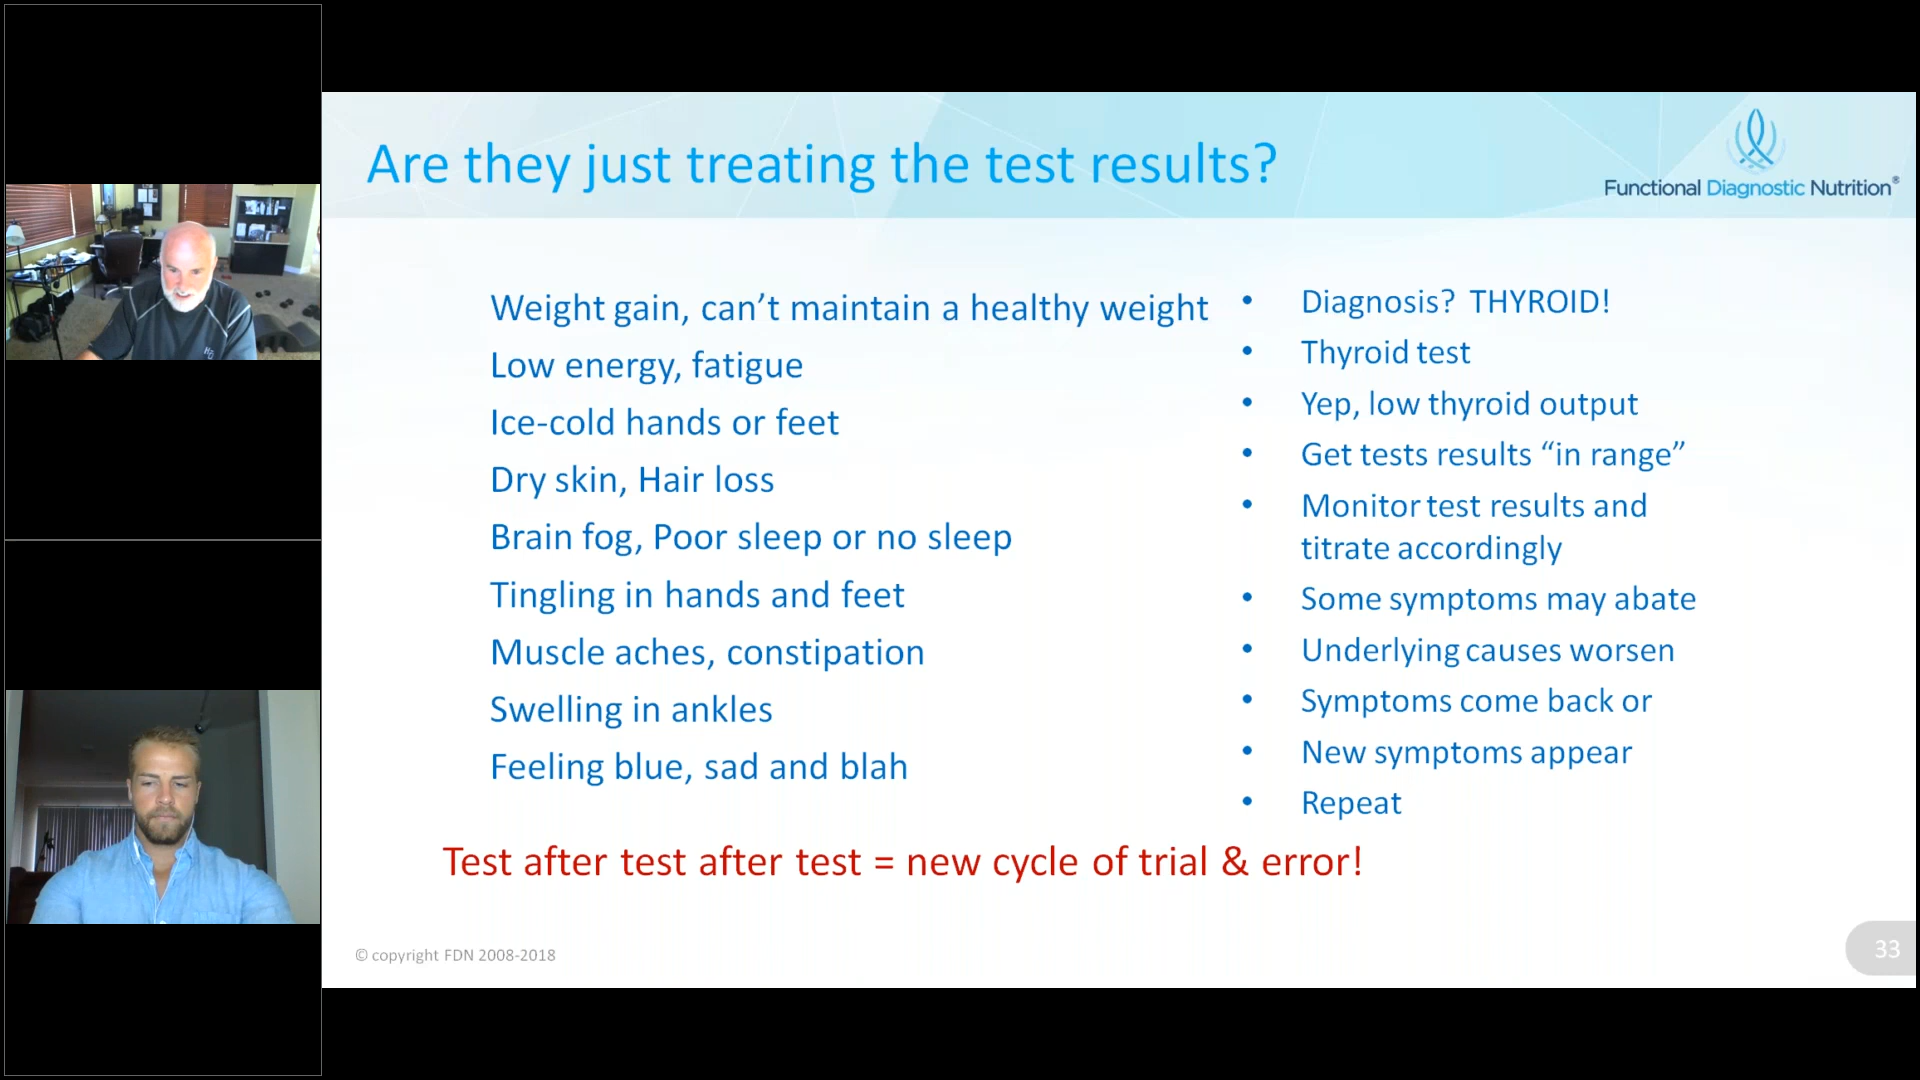 Are they just treating the test results?
Functional Diagnostic Nutrition®
Weight gain, can’t maintain a healthy weight
Low energy, fatigue
Ice-cold hands or feet
Dry skin, Hair loss
Brain fog, Poor sleep or no sleep
Tingling in hands and feet
Muscle aches, constipation
Swelling in ankles
Feeling blue, sad and blah
• Diagnosis? THYROID!
• Thyroid test
• Yep, low thyroid output
• Get tests results “in range”
• Monitor test results and
titrate accordingly
• Some symptoms may abate
• Underlying causes worsen
• Symptoms come back or
• New symptoms appear
• Repeat
Test after test after test = new cycle of trial & error!
© copyright FDN 2008-2018
33